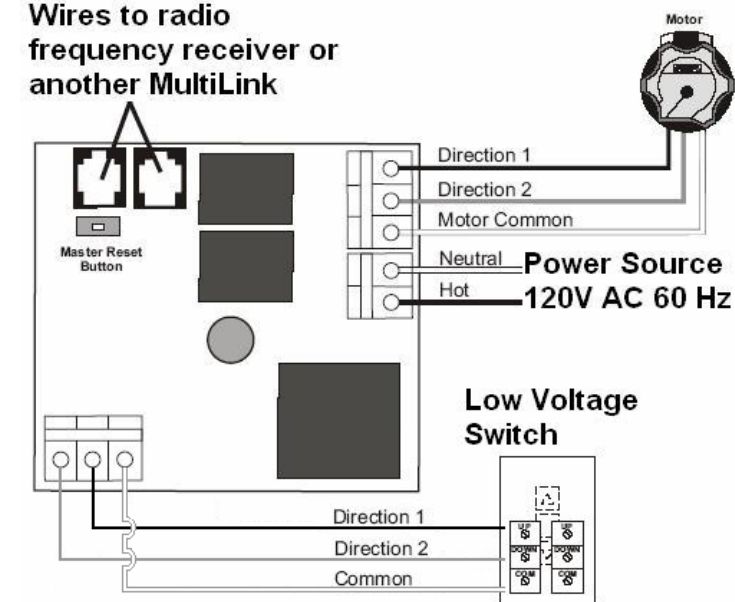 Wires to radio
frequency receiver or
another MultiLink
Motor
Direction 1
Direction 2
Motor Common
Master Reset
Button
Neutral
Hot
Power Source
120V AC 60 Hz
Low Voltage
Switch
Direction 1
Direction 2
Common
UP
UP
DOWN
DOWN
COM
COM